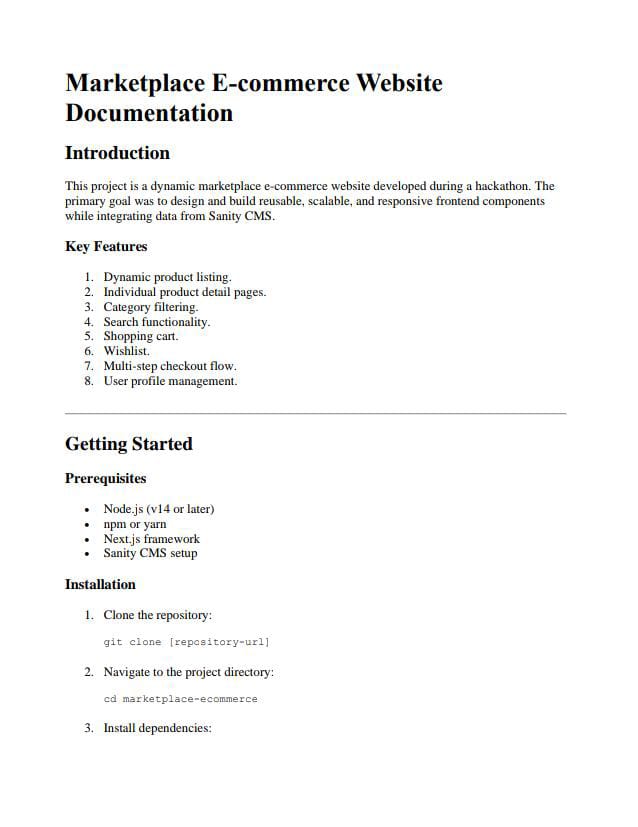 Marketplace E-commerce Website
Documentation
Introduction
This project is a dynamic marketplace e-commerce website developed during a hackathon. The
primary goal was to design and build reusable, scalable, and responsive frontend components
while integrating data from Sanity CMS.
Key Features
1. Dynamic product listing.
2. Individual product detail pages.
3. Category filtering.
4. Search functionality.
5. Shopping cart.
6. Wishlist.
7. Multi-step checkout flow.
8. User profile management.
Getting Started
Prerequisites
• Node.js (v14 or later)
• npm or yarn
• Next.js framework
• Sanity CMS setup
Installation
1. Clone the repository:
git clone [repository-url]
2. Navigate to the project directory:
cd marketplace-ecommerce
3. Install dependencies: